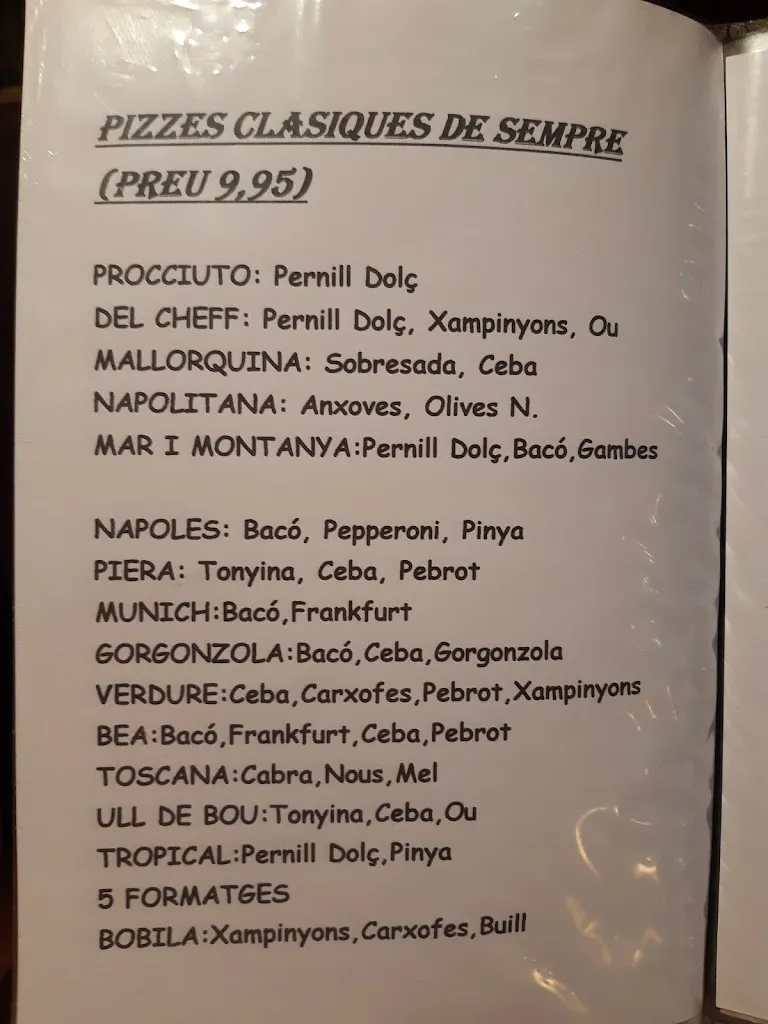 PIZZES CLASIQUES DE SEMPRE
(PREU 9,95)
PROCCIUTO: Pernill Dolç
DEL CHEFF: Pernill Dolç, Xampinyons, Ou
MALLORQUINA: Sobresada, Ceba
NAPOLITANA: Anxoves, Olives N.
MAR I MONTANYA:Pernill Dolç,Bacó,Gambes
NAPOLES: Bacó, Pepperoni, Pinya
PIERA: Tonyina, Ceba, Pebrot
MUNICH:Bacó,Frankfurt
GORGONZOLA:Bacó,Ceba,Gorgonzola
VERDURE:Ceba,Carxofes,Pebrot,Xampinyons
BEA:Bacó,Frankfurt,Ceba,Pebrot
TOSCANA:Cabra,Nous,Mel
ULL DE BOU:Tonyina,Ceba,Ou
TROPICAL:Pernill Dolç,Pinya
5 FORMATGES
BOBILA:Xampinyons,Carxofes,Buill